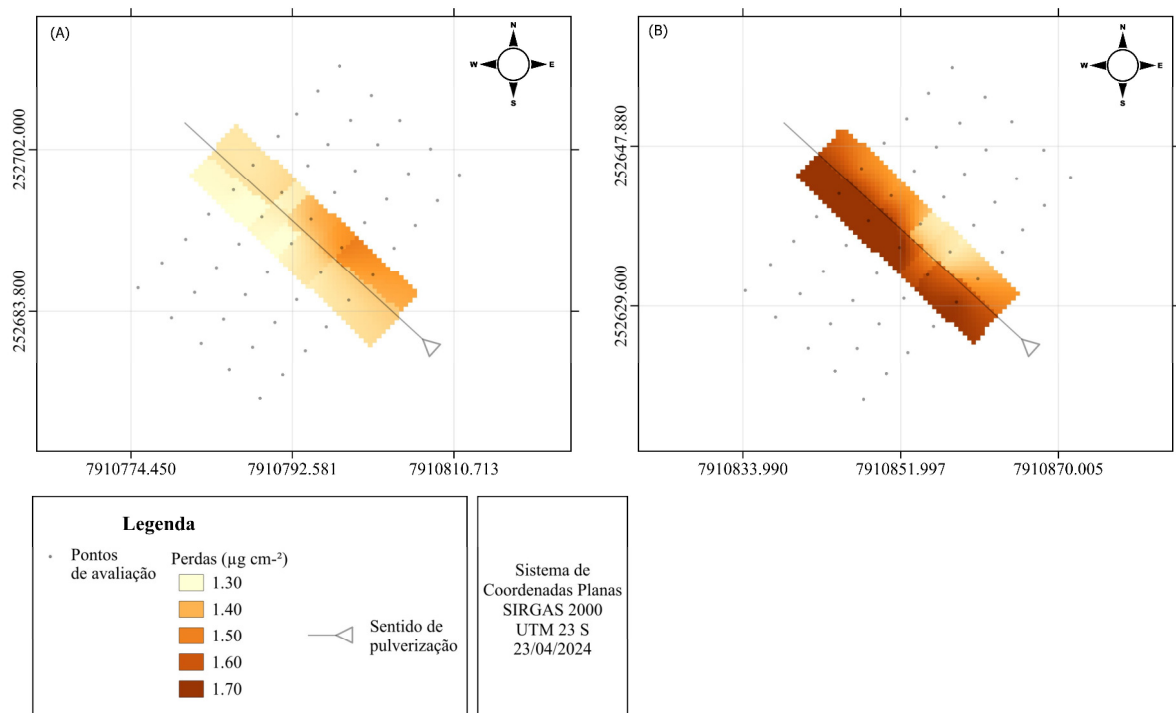 (A)
N
W E
S
252702.000
252683.800
7910774.450 7910792.581 7910810.713
(B)
N
W E
S
252647.880
252629.600
7910833.990 7910851.997 7910870.005
Legenda
Pontos
de avaliação
Perdas (µg cm-²)
1.30
1.40
1.50
1.60
1.70
Sentido de
pulverização
Sistema de
Coordenadas Planas
SIRGAS 2000
UTM 23 S
23/04/2024